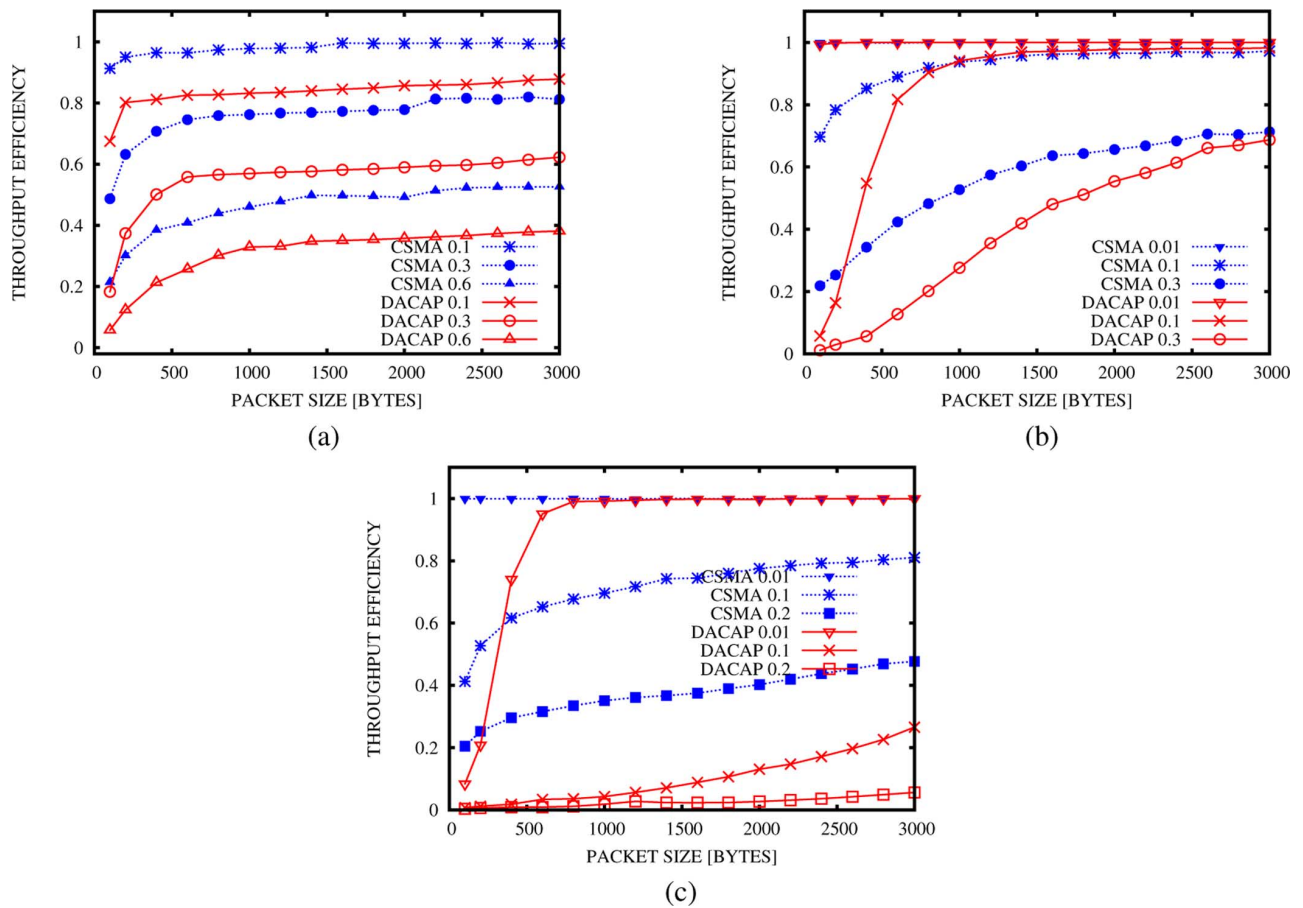 THROUGHPUT EFFICIENCY
1
0.8
0.6
0.4
0.2
0
CSMA 0.1
CSMA 0.3
CSMA 0.6
DACAP 0.1
DACAP 0.3
DACAP 0.6
0 500 1000 1500 2000 2500 3000
PACKET SIZE [BYTES]
(a)
THROUGHPUT EFFICIENCY
1
0.8
0.6
0.4
0.2
0
CSMA 0.01
CSMA 0.1
CSMA 0.3
DACAP 0.01
DACAP 0.1
DACAP 0.3
0 500 1000 1500 2000 2500 3000
PACKET SIZE [BYTES]
(b)
THROUGHPUT EFFICIENCY
1
0.8
0.6
0.4
0.2
0
CSMA 0.01
CSMA 0.1
CSMA 0.2
DACAP 0.01
DACAP 0.1
DACAP 0.2
0 500 1000 1500 2000 2500 3000
PACKET SIZE [BYTES]
(c)